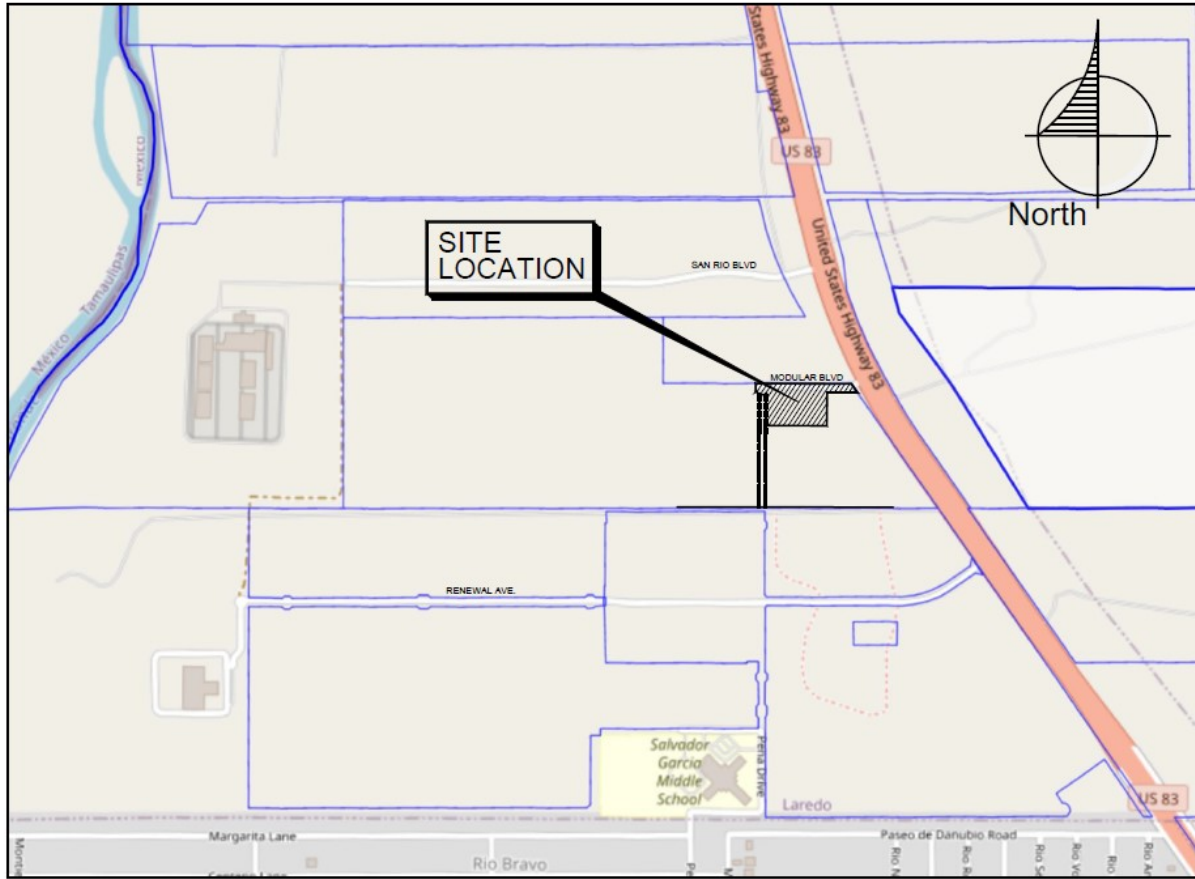 States Highway 83
US 83
México
North
SITE
LOCATION
SAN RIO BLVD
United States Highway 83
Tamaulipas
México
MODULAR BLVD
RENEWAL AVE.
Salvador
Garcia
Middle
School
Pena Drive
Laredo
US 83
Margarita Lane
Paseo de Danubio Road
Rio Bravo